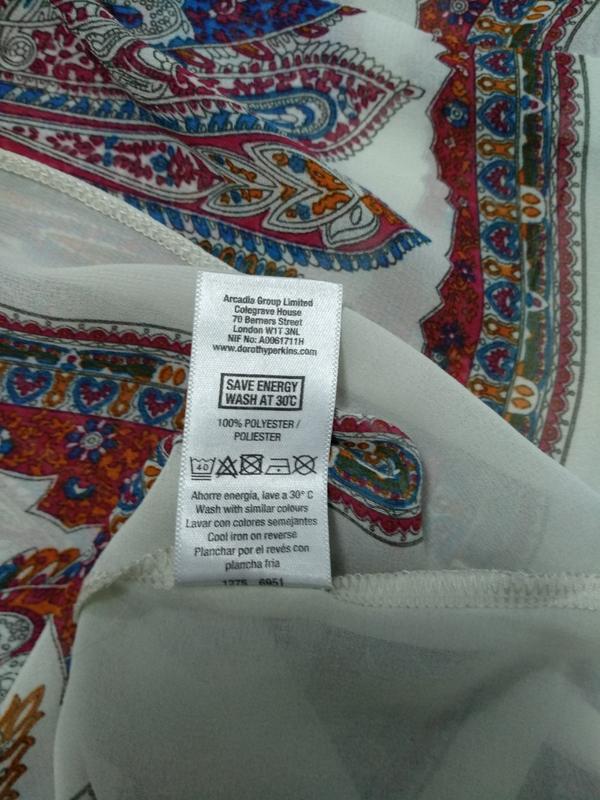 Arcadia Group Limited
Colegrave House
70 Berners Street
London W1T 3NL
NIF No: A0061711H
www.dorothyperkins.com
SAVE ENERGY
WASH AT 30°C
100% POLYESTER /
POLIESTER
40
Ahorre energía, lave a 30° C
Wash with similar colours
Lavar con colores semejantes
Cool iron on reverse
Planchar por el revés con
plancha fría
1275 6951